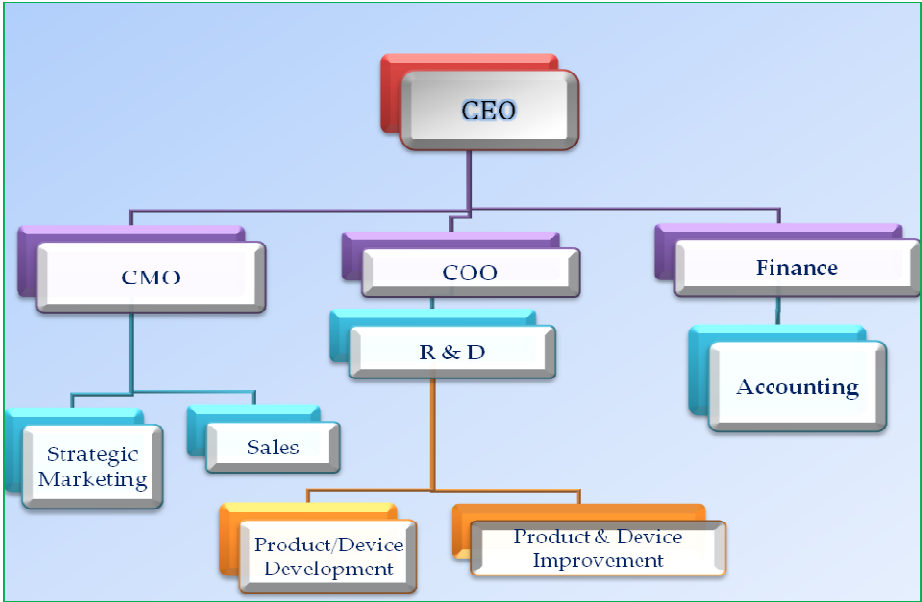 CEO
CMO
COO
Finance
R & D
Accounting
Strategic
Marketing
Sales
Product/Device
Development
Product & Device
Improvement